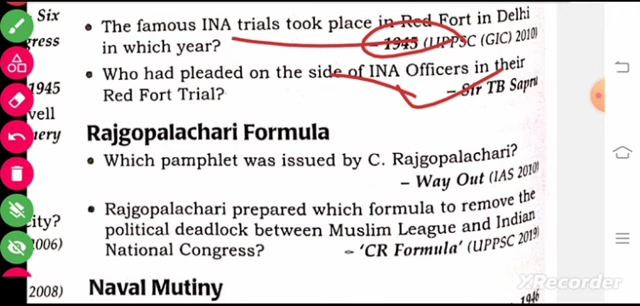 Six
gress
1945
vell
uery
city?
2006)
2008)
• The famous INA trials took place in Red Fort in Delhi
in which year? – 1945 (UPPSC (GIC) 2010)
• Who had pleaded on the side of INA Officers in their
Red Fort Trial? – Sir TB Sapru
Rajgopalachari Formula
• Which pamphlet was issued by C. Rajgopalachari?
– Way Out (IAS 2010)
• Rajgopalachari prepared which formula to remove the
political deadlock between Muslim League and Indian
National Congress? – ‘CR Formula’ (UPPSC 2019)
Naval Mutiny
1946
XRecorder